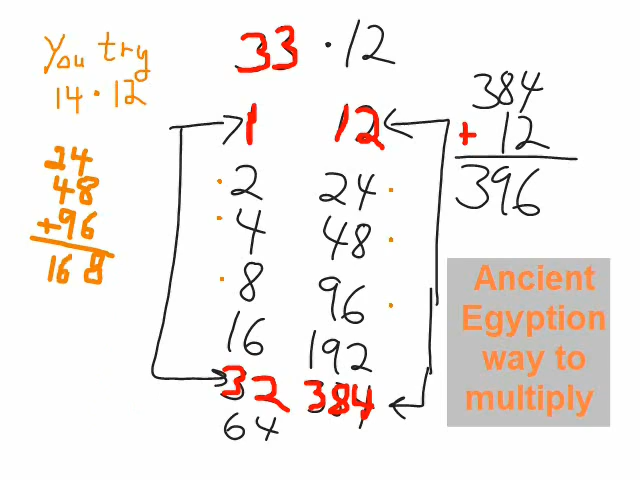 33 · 12
You try
14 · 12
24
48
+96
168
1 12
2 24
4 48
8 96
16 192
32 384
64
384
+ 12
396
Ancient
Egyption
way to
multiply